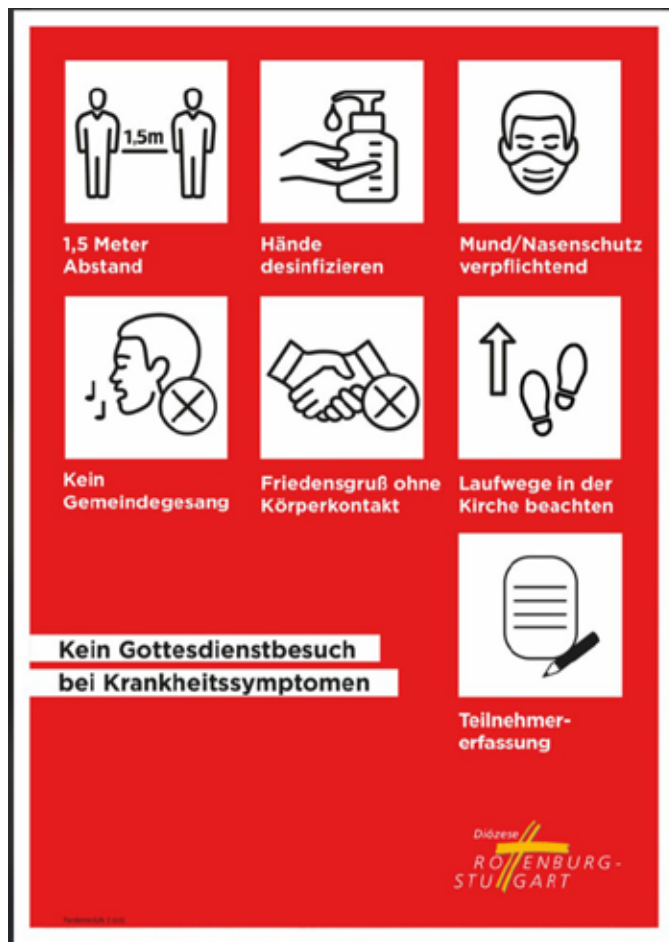 1,5m
1,5 Meter
Abstand
Hände
desinfizieren
Mund/Nasenschutz
verpflichtend
Kein
Gemeindegesang
Friedensgruß ohne
Körperkontakt
Laufwege in der
Kirche beachten
Kein Gottesdienstbesuch
bei Krankheitssymptomen
Teilnehmer-
erfassung
Diözese
ROTTENBURG-
STUTTGART